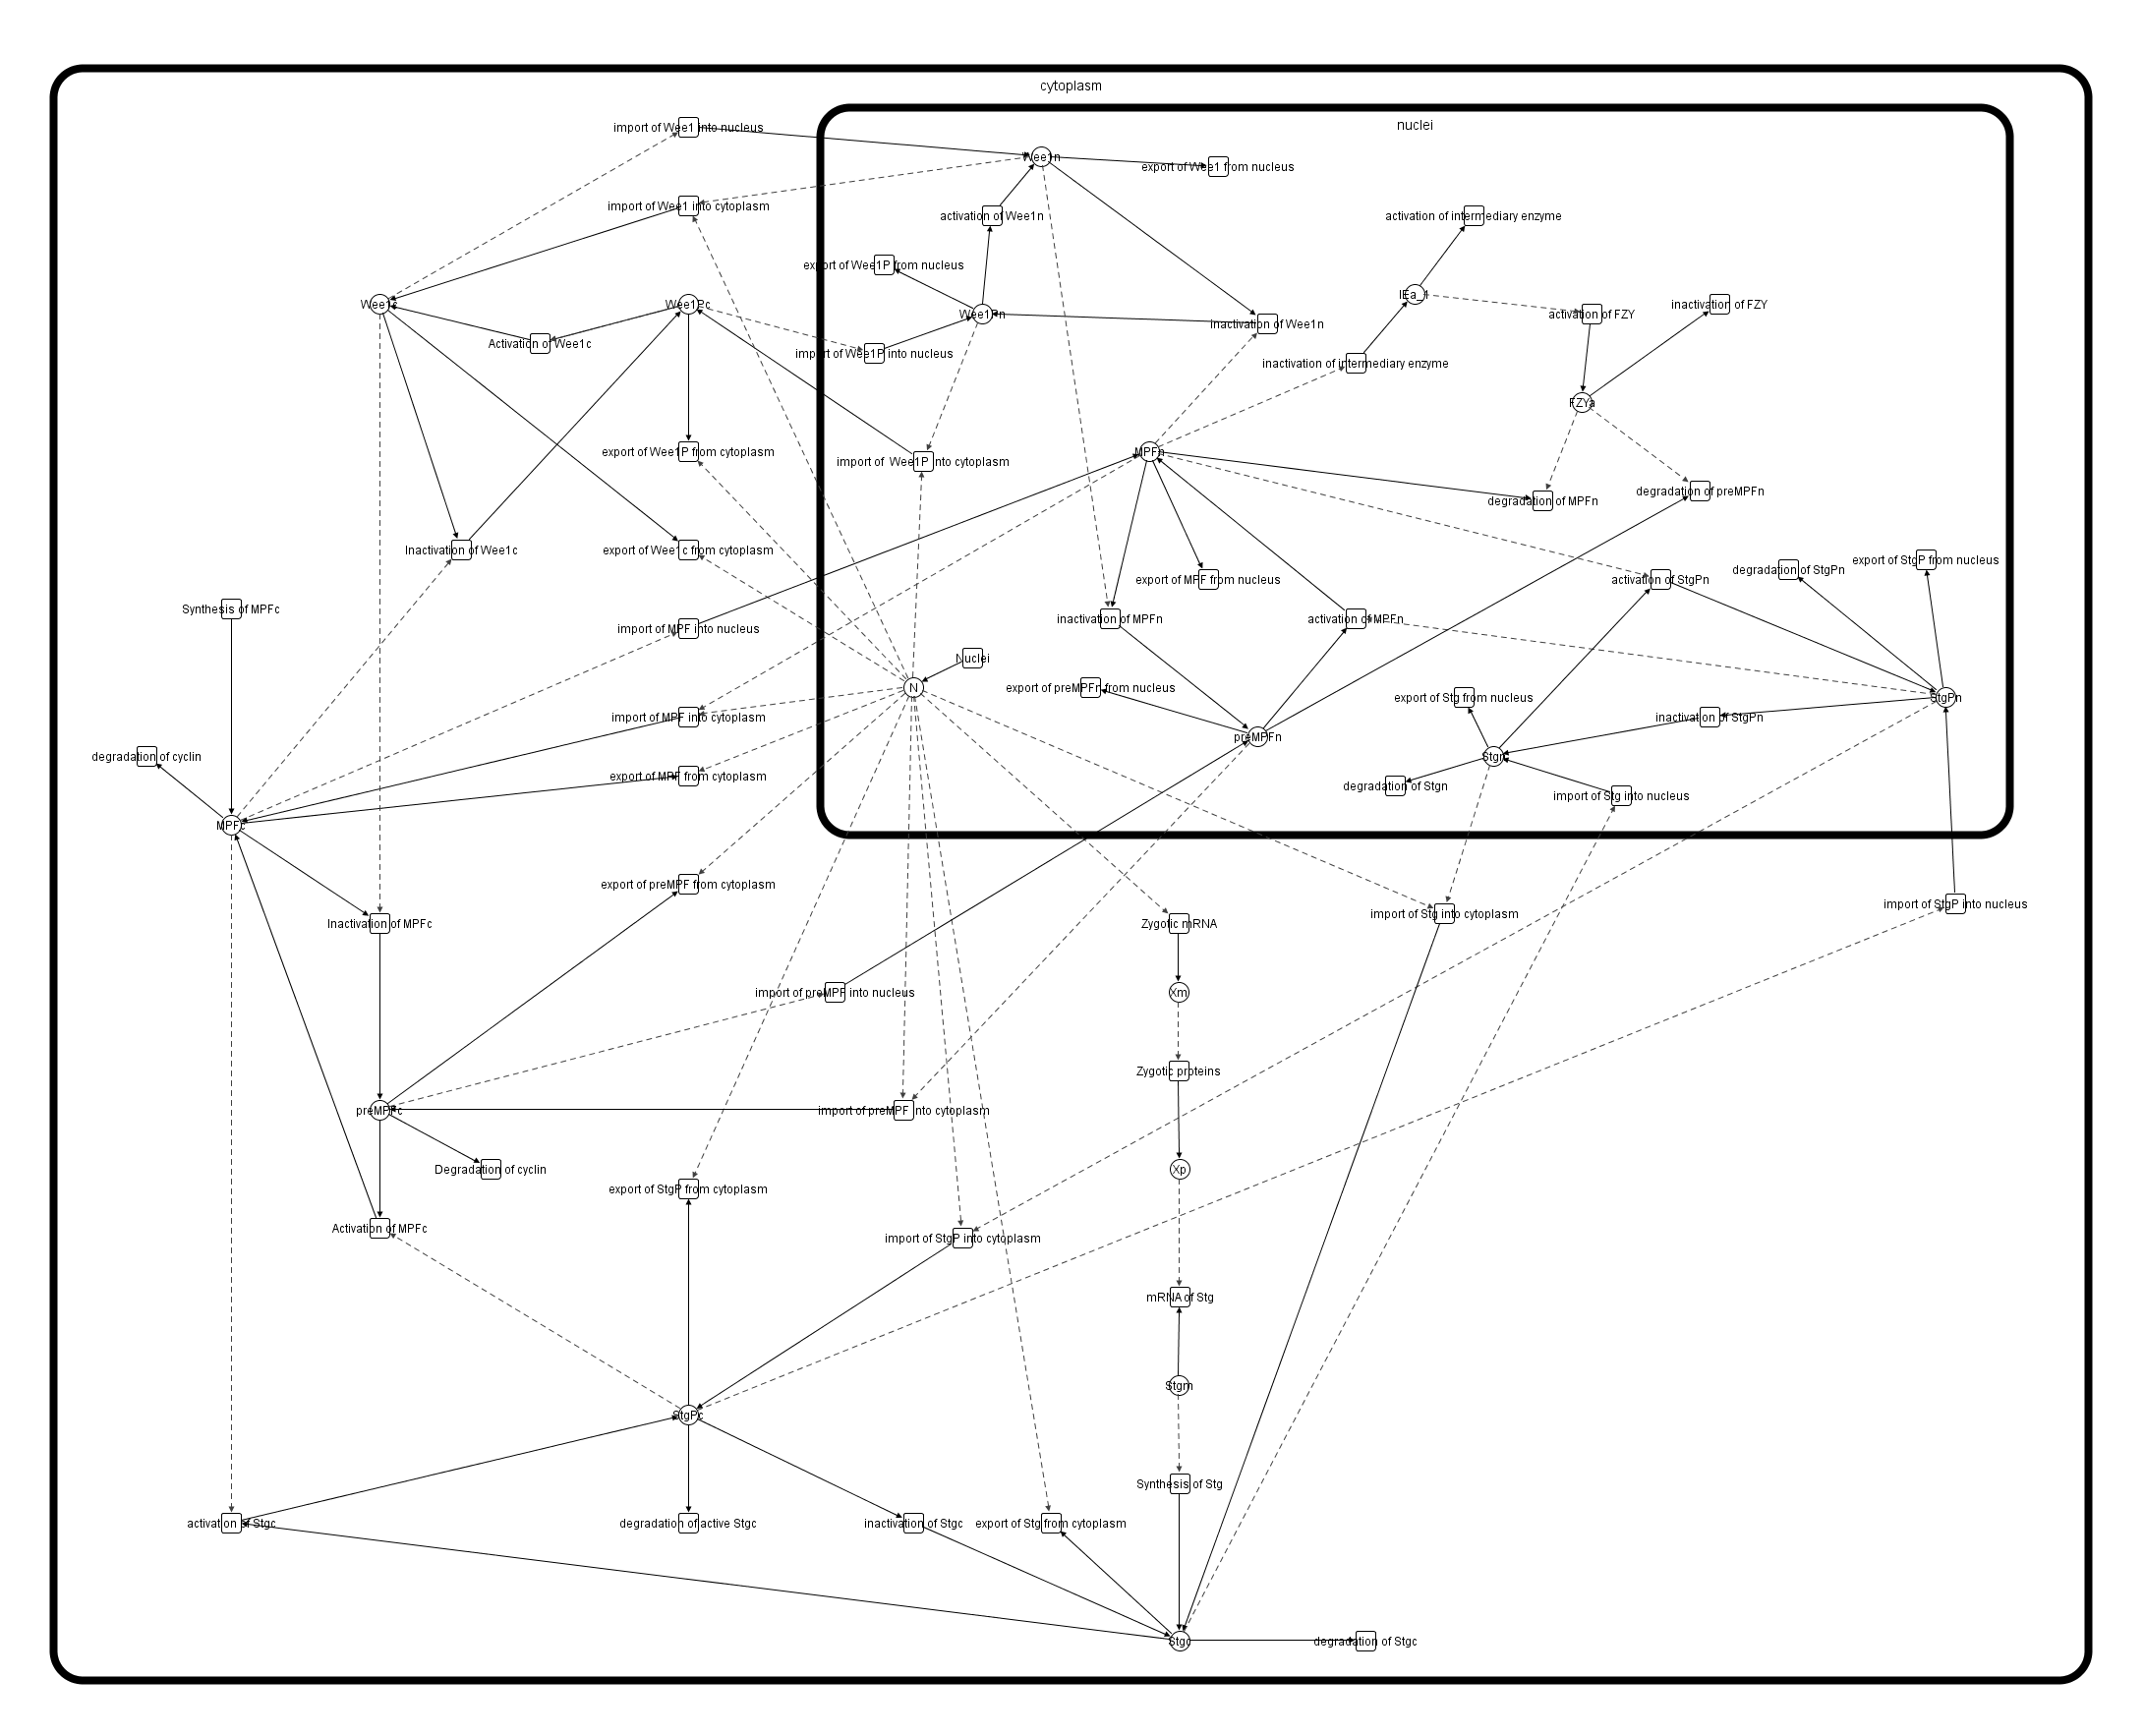 cytoplasm
nuclei
import of Wee1 into nucleus
Wee1n
export of Wee1 from nucleus
import of Wee1 into cytoplasm
activation of Wee1n
activation of intermediary enzyme
export of Wee1P from nucleus
IEa_1
Wee1c
Wee1Pc
Wee1Pn
inactivation of Wee1n
activation of FZY
inactivation of FZY
Activation of Wee1c
import of Wee1P into nucleus
inactivation of intermediary enzyme
FZYa
export of Wee1P from cytoplasm
import of Wee1P into cytoplasm
MPFn
degradation of MPFn
degradation of preMPFn
Inactivation of Wee1c
export of Wee1c from cytoplasm
export of MPF from nucleus
activation of StgPn
degradation of StgPn
export of StgP from nucleus
Synthesis of MPFc
import of MPF into nucleus
inactivation of MPFn
activation of MPFn
Nuclei
N
export of preMPFn from nucleus
export of Stg from nucleus
StgPn
import of MPF into cytoplasm
preMPFn
inactivation of StgPn
degradation of cyclin
export of MPF from cytoplasm
Stgn
degradation of Stgn
import of Stg into nucleus
MPFc
export of preMPF from cytoplasm
Inactivation of MPFc
Zygotic mRNA
import of Stg into cytoplasm
import of StgP into nucleus
import of preMPF into nucleus
Xm
Zygotic proteins
preMPFc
import of preMPF into cytoplasm
Degradation of cyclin
Xp
export of StgP from cytoplasm
Activation of MPFc
import of StgP into cytoplasm
mRNA of Stg
Stgm
StgPc
Synthesis of Stg
activation of Stgc
degradation of active Stgc
inactivation of Stgc
export of Stg from cytoplasm
Stgc
degradation of Stgc